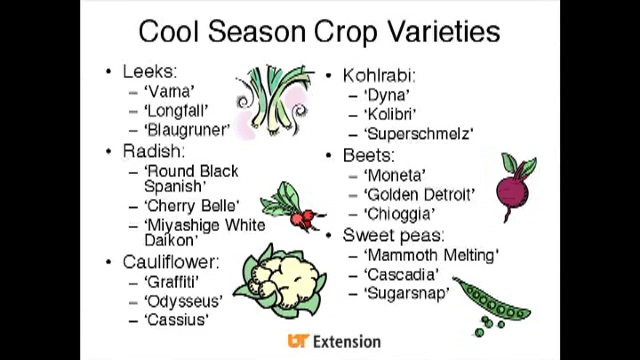 Cool Season Crop Varieties
• Leeks:
– 'Varna'
– 'Longfall'
– 'Blaugruner'
• Radish:
– 'Round Black
Spanish'
– 'Cherry Belle'
– 'Miyashige White
Daikon'
• Cauliflower:
– 'Graffiti'
– 'Odysseus'
– 'Cassius'
• Kohlrabi:
– 'Dyna'
– 'Kolibri'
– 'Superschmelz'
• Beets:
– 'Moneta'
– 'Golden Detroit'
– 'Chioggia'
• Sweet peas:
– 'Mammoth Melting'
– 'Cascadia'
– 'Sugarsnap'
UT Extension